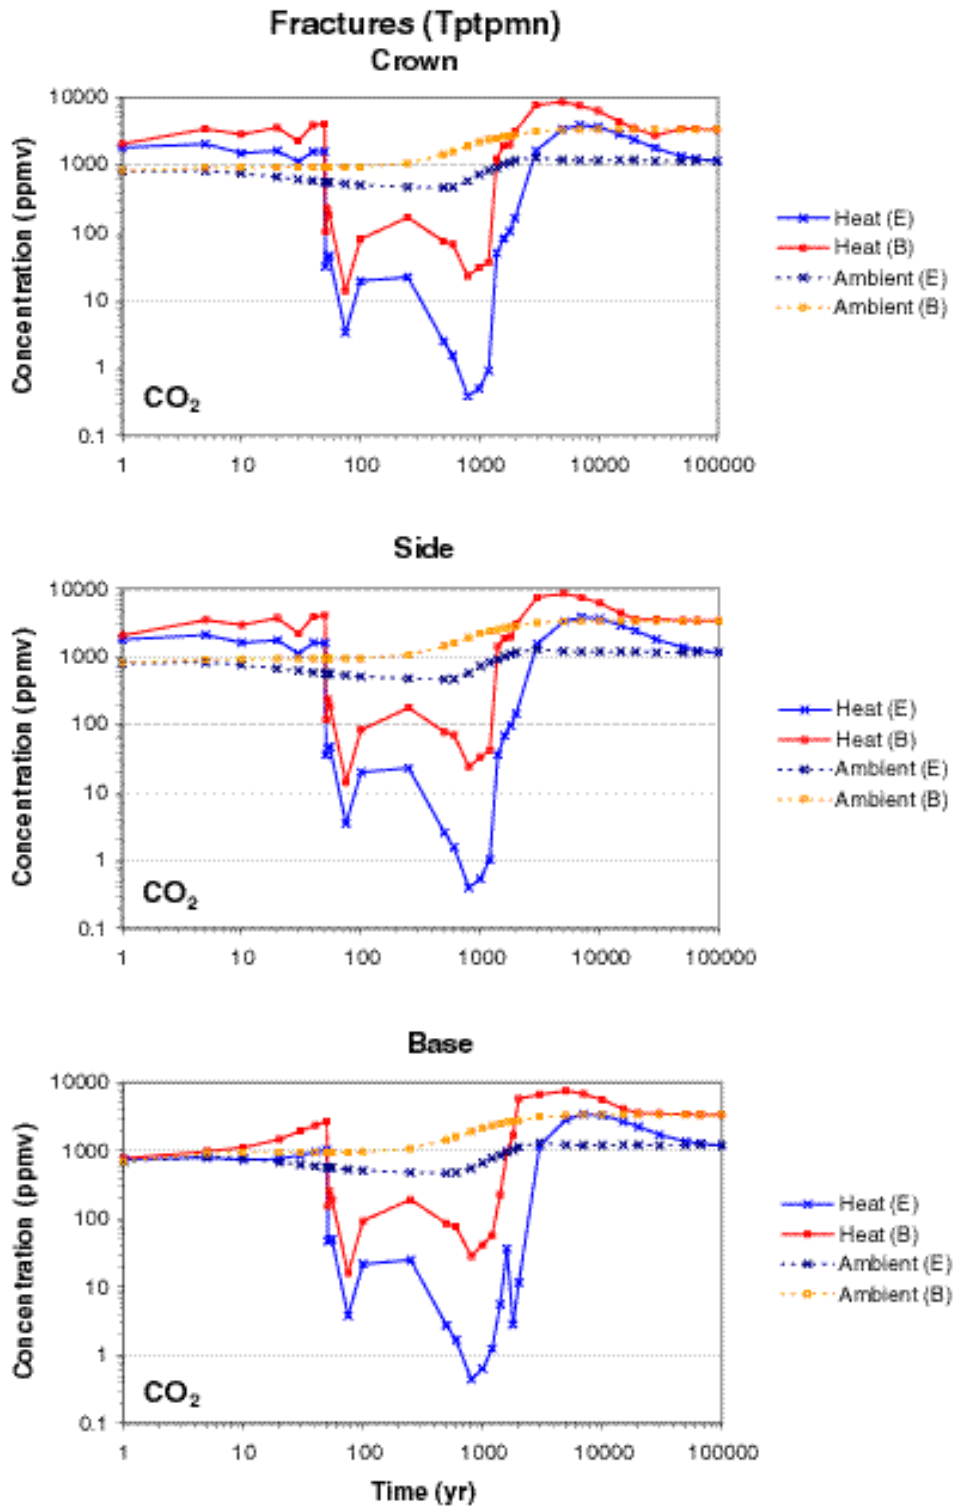 Fractures (Tptpmn)
Crown
Concentration (ppmv)
10000
1000
100
10
1
0.1
CO₂
1 10 100 1000 10000 100000
Heat (E)
Heat (B)
Ambient (E)
Ambient (B)
Side
Concentration (ppmv)
10000
1000
100
10
1
0.1
CO₂
1 10 100 1000 10000 100000
Heat (E)
Heat (B)
Ambient (E)
Ambient (B)
Base
Concentration (ppmv)
10000
1000
100
10
1
0.1
CO₂
1 10 100 1000 10000 100000
Time (yr)
Heat (E)
Heat (B)
Ambient (E)
Ambient (B)